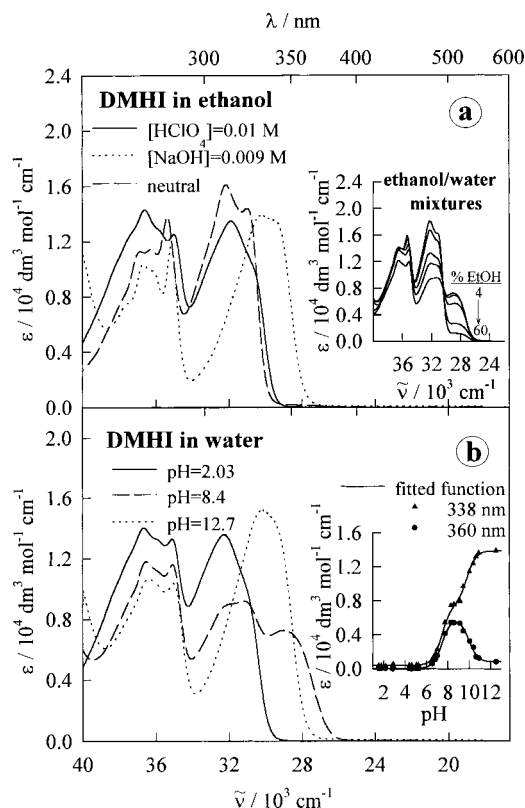 λ / nm
300 350 400 500 600
2.4
2.0
1.6
1.2
0.8
0.4
0.0
ε / 10⁴ dm³ mol⁻¹ cm⁻¹
DMHI in ethanol
a
[HClO₄]=0.01 M
[NaOH]=0.009 M
neutral
ethanol/water
mixtures
2.4
2.0
1.6
1.2
0.8
0.4
0.0
ε / 10⁴ dm³ mol⁻¹ cm⁻¹
% EtOH
4
60
36 32 28 24
ṽ / 10³ cm⁻¹
DMHI in water
b
pH=2.03
pH=8.4
pH=12.7
2.0
1.6
1.2
0.8
0.4
0.0
ε / 10⁴ dm³ mol⁻¹ cm⁻¹
fitted function
338 nm
360 nm
1.6
1.2
0.8
0.4
0.0
ε / 10⁴ dm³ mol⁻¹ cm⁻¹
2 4 6 8 10 12
pH
40 36 32 28 24 20
ṽ / 10³ cm⁻¹